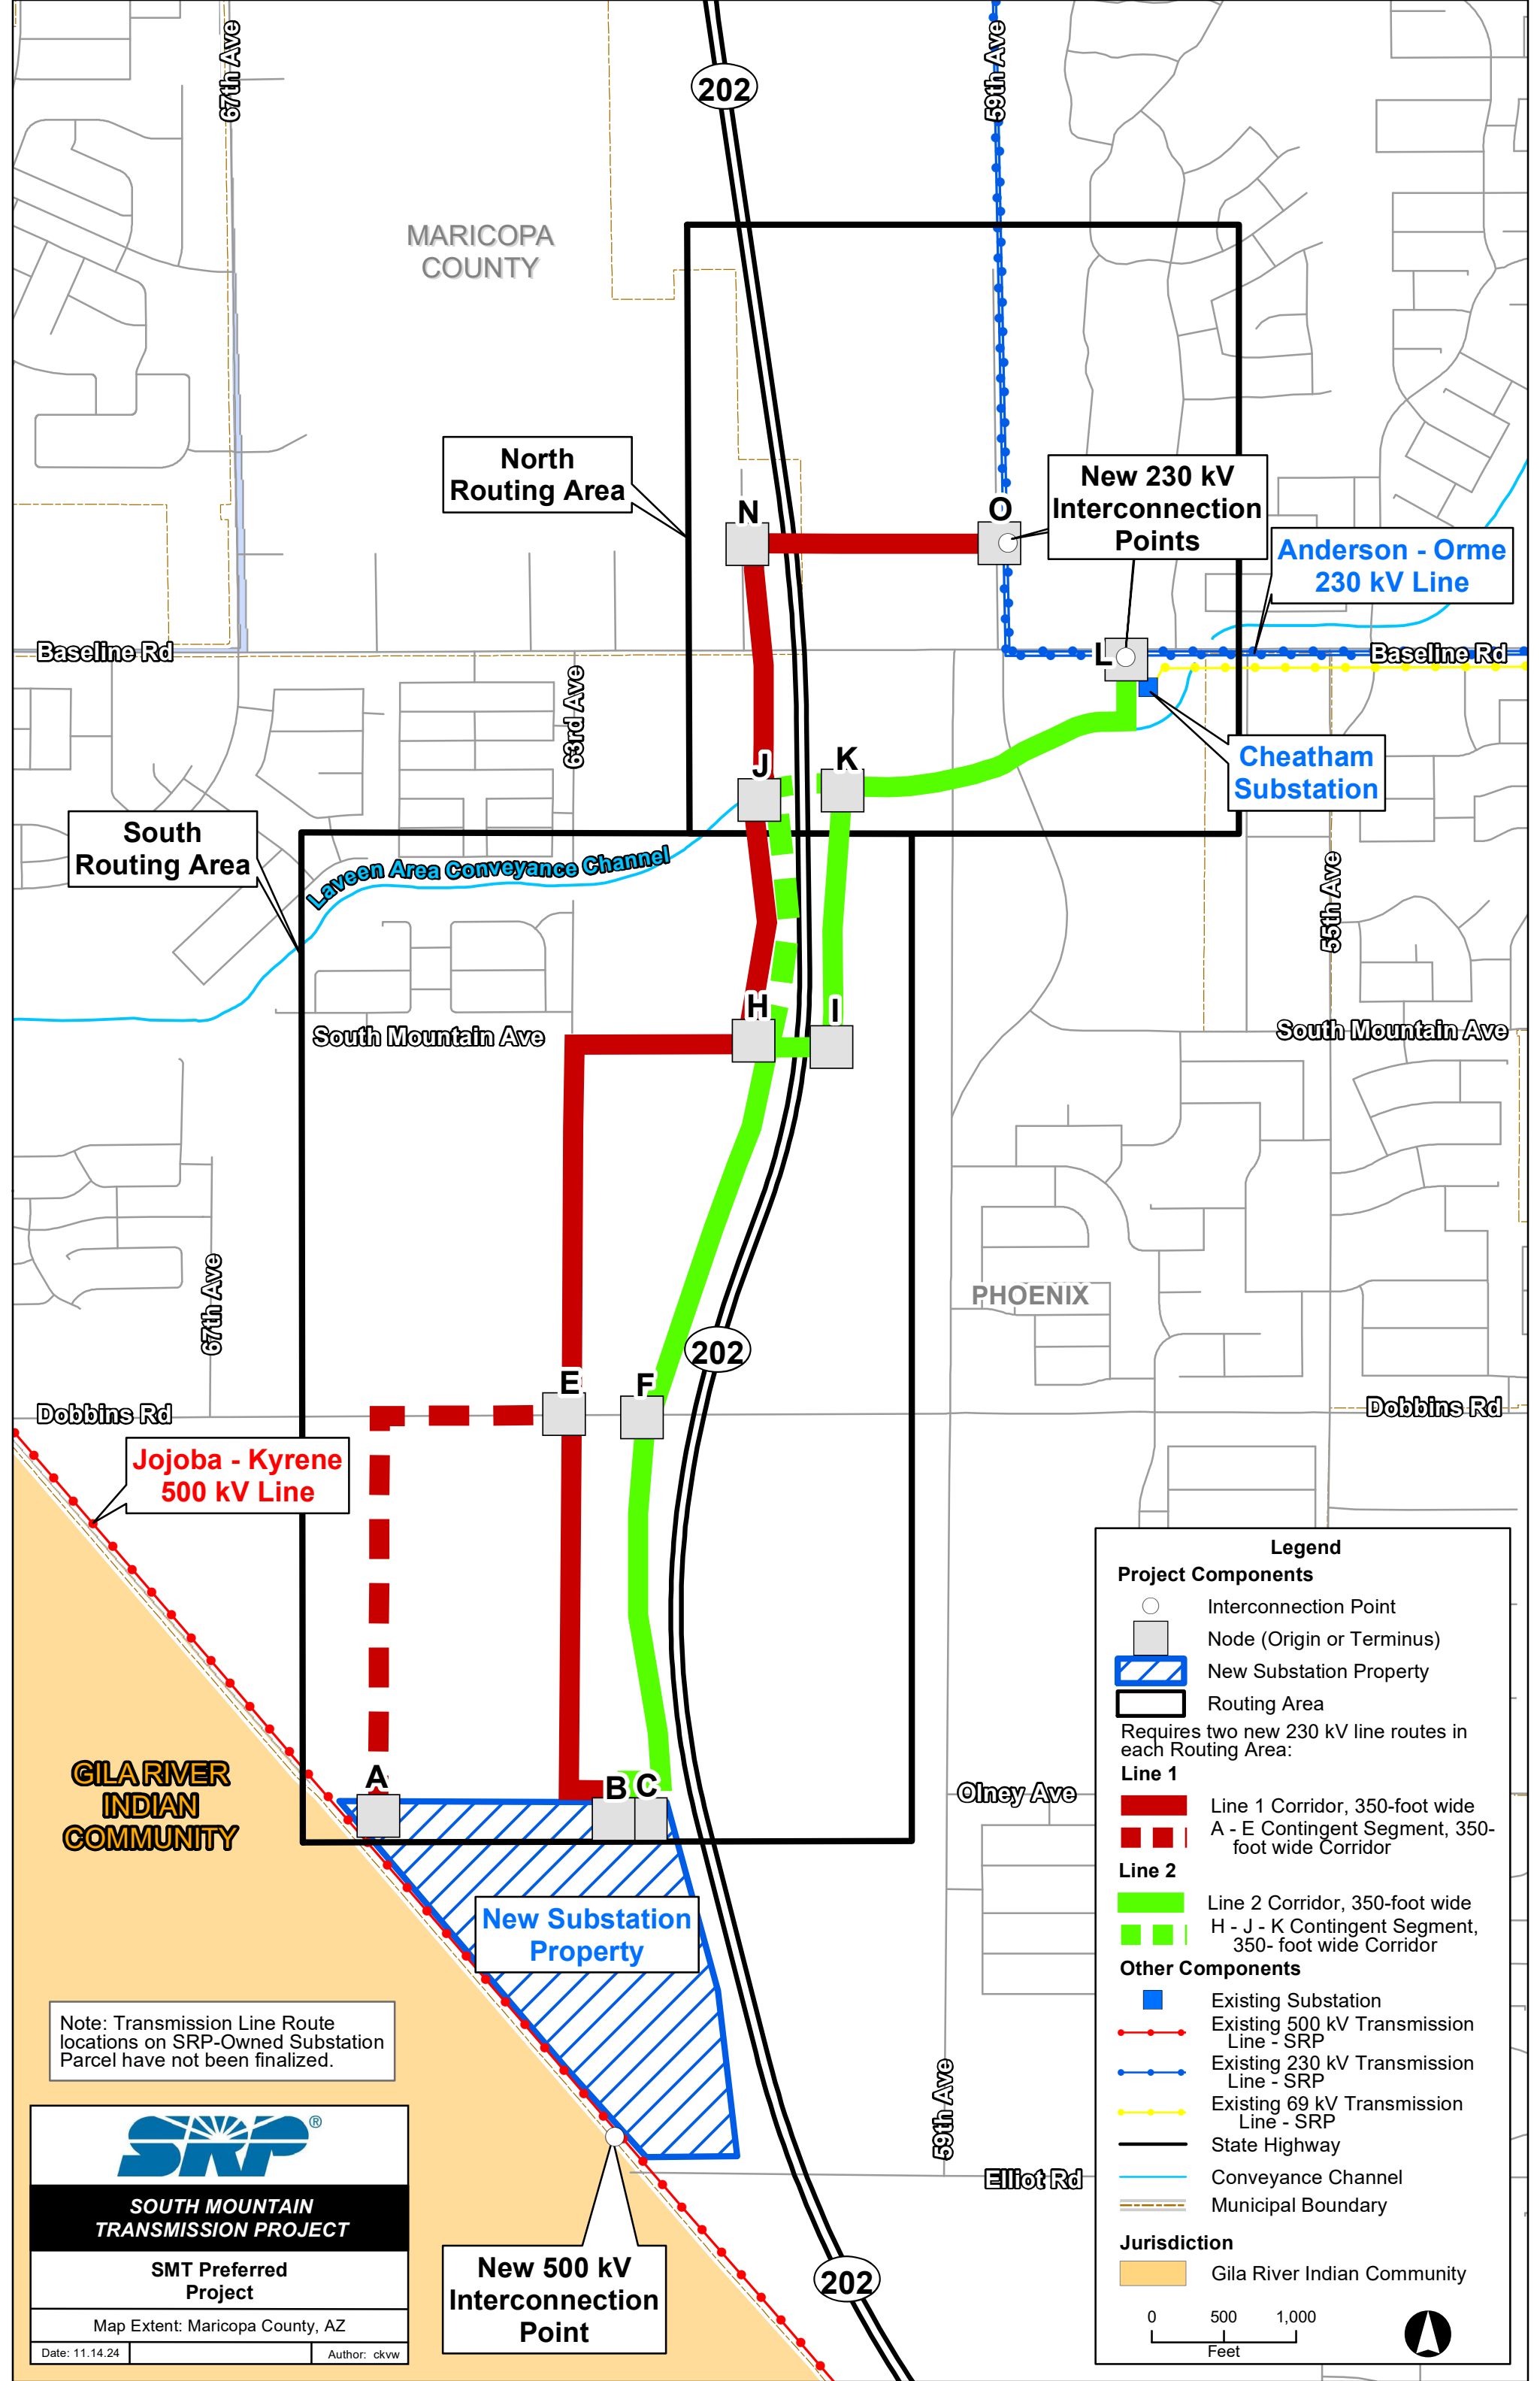 202
67th Ave
59th Ave
MARICOPA
COUNTY
North
Routing Area
N
O
New 230 kV
Interconnection
Points
Anderson - Orme
230 kV Line
Baseline Rd
L
Baseline Rd
63rd Ave
J
K
Cheatham
Substation
South
Routing Area
Laveen Area Conveyance Channel
55th Ave
H
I
South Mountain Ave
South Mountain Ave
67th Ave
PHOENIX
202
E
F
Dobbins Rd
Dobbins Rd
Jojoba - Kyrene
500 kV Line
GILA RIVER
INDIAN
COMMUNITY
A
B
C
Olney Ave
New Substation
Property
59th Ave
Elliot Rd
New 500 kV
Interconnection
Point
202
Note: Transmission Line Route
locations on SRP-Owned Substation
Parcel have not been finalized.
SRP®
SOUTH MOUNTAIN
TRANSMISSION PROJECT
SMT Preferred
Project
Map Extent: Maricopa County, AZ
Date: 11.14.24
Author: ckvw
Legend
Project Components
Interconnection Point
Node (Origin or Terminus)
New Substation Property
Routing Area
Requires two new 230 kV line routes in
each Routing Area:
Line 1
Line 1 Corridor, 350-foot wide
A - E Contingent Segment, 350-
foot wide Corridor
Line 2
Line 2 Corridor, 350-foot wide
H - J - K Contingent Segment,
350- foot wide Corridor
Other Components
Existing Substation
Existing 500 kV Transmission
Line - SRP
Existing 230 kV Transmission
Line - SRP
Existing 69 kV Transmission
Line - SRP
State Highway
Conveyance Channel
Municipal Boundary
Jurisdiction
Gila River Indian Community
0 500 1,000
Feet